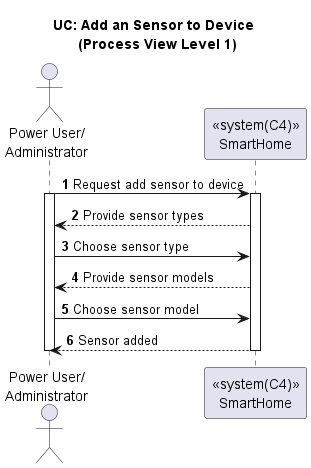 UC: Add an Sensor to Device
(Process View Level 1)
Power User/
Administrator
«system(C4)»
SmartHome
1 Request add sensor to device
2 Provide sensor types
3 Choose sensor type
4 Provide sensor models
5 Choose sensor model
6 Sensor added
Power User/
Administrator
«system(C4)»
SmartHome